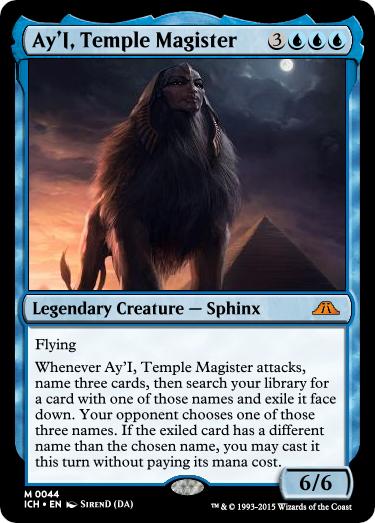 Ay'I, Temple Magister 3
Legendary Creature — Sphinx
Flying
Whenever Ay'I, Temple Magister attacks,
name three cards, then search your library for
a card with one of those names and exile it face
down. Your opponent chooses one of those
three names. If the exiled card has a different
name than the chosen name, you may cast it
this turn without paying its mana cost.
6/6
M 0044
ICH • EN SirenD (DA)
™ & © 1993-2015 Wizards of the Coast